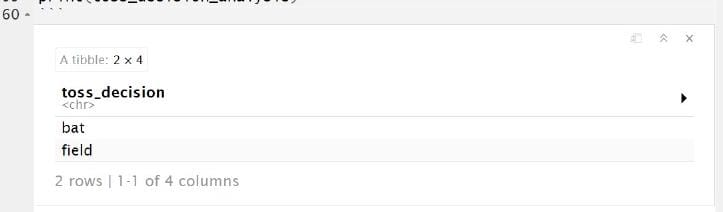 60
```
A tibble: 2 × 4
toss_decision
<chr>
bat
field
2 rows | 1-1 of 4 columns